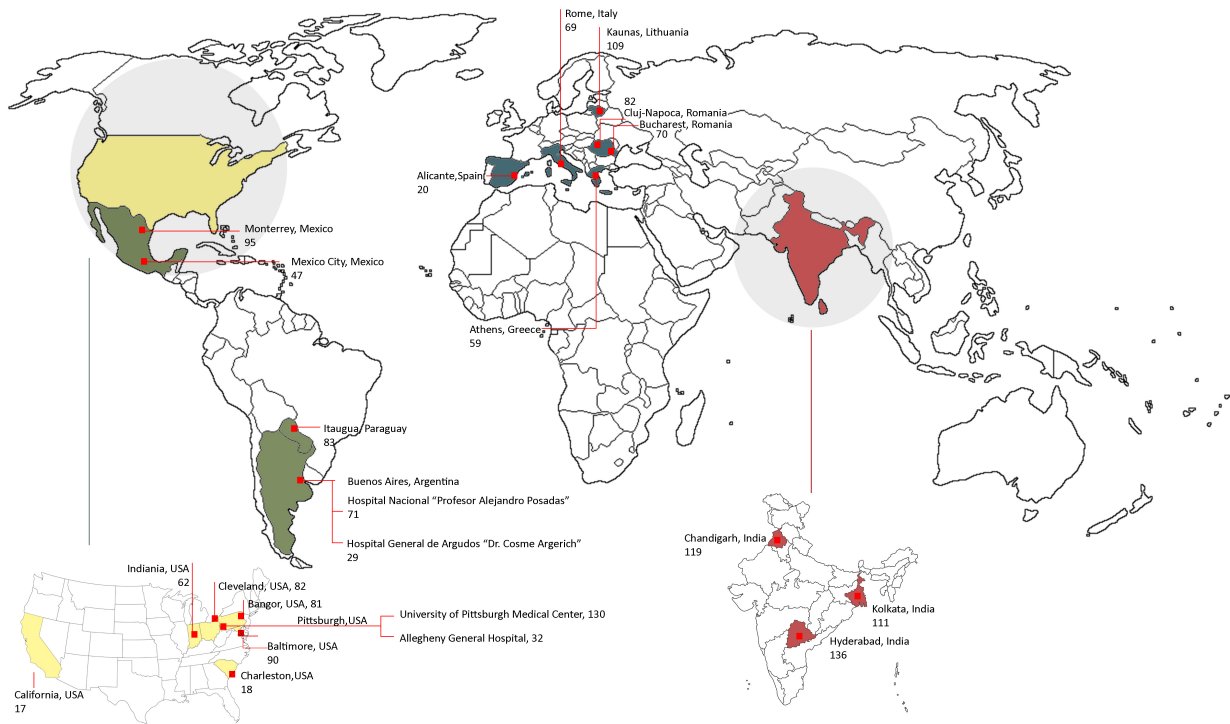 Rome, Italy
69
Kaunas, Lithuania
109
82
Cluj-Napoca, Romania
Bucharest, Romania
70
Alicante,Spain
20
Monterrey, Mexico
95
Mexico City, Mexico
47
Athens, Greece
59
Itaugua, Paraguay
83
Buenos Aires, Argentina
Hospital Nacional “Profesor Alejandro Posadas”
71
Hospital General de Argudos “Dr. Cosme Argerich”
29
Chandigarh, India
119
Kolkata, India
111
Hyderabad, India
136
Indiania, USA
62
Cleveland, USA, 82
Bangor, USA, 81
Pittsburgh,USA
University of Pittsburgh Medical Center, 130
Allegheny General Hospital, 32
Baltimore, USA
90
Charleston,USA
18
California, USA
17